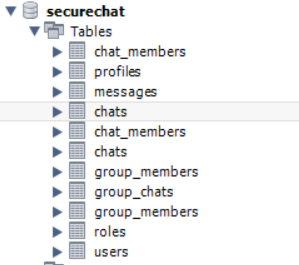 securechat
Tables
chat_members
profiles
messages
chats
chat_members
chats
group_members
group_chats
group_members
roles
users